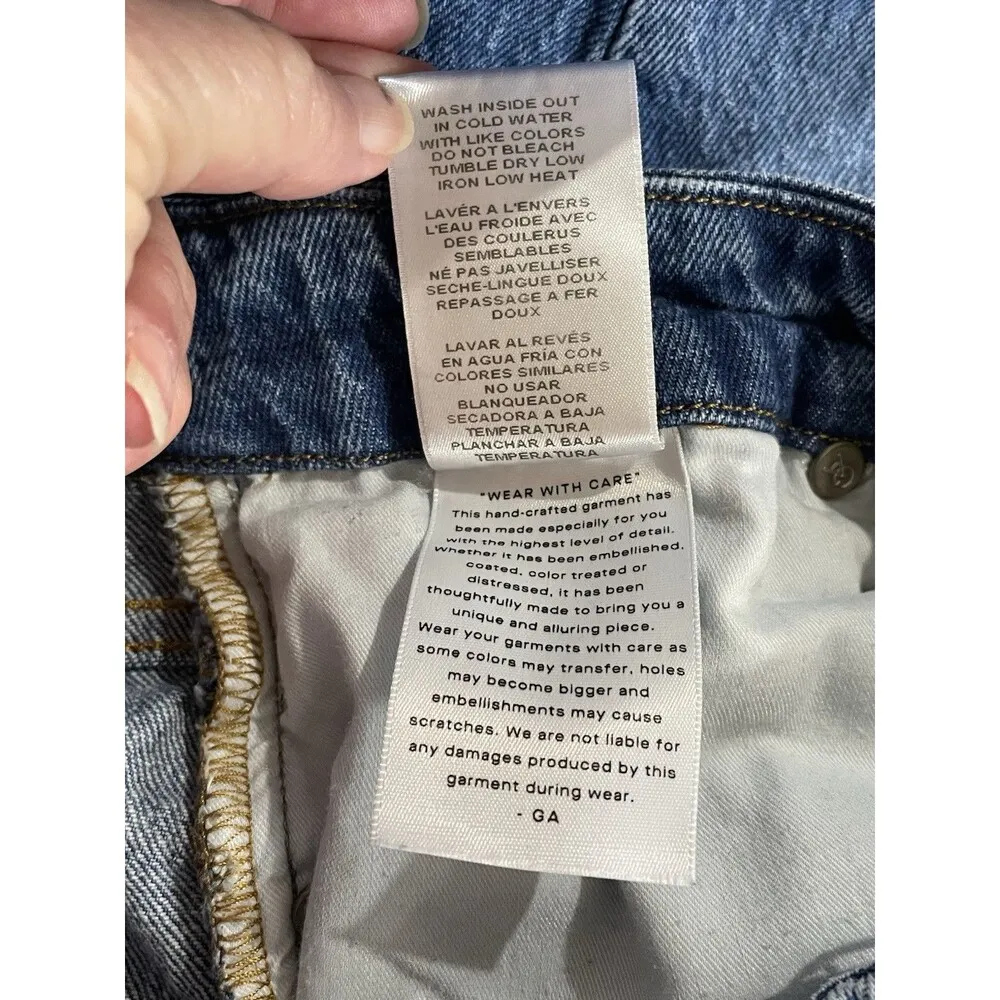 WASH INSIDE OUT
IN COLD WATER
WITH LIKE COLORS
DO NOT BLEACH
TUMBLE DRY LOW
IRON LOW HEAT
LAVÉR A L'ENVERS
L'EAU FROIDE AVEC
DES COULERUS
SEMBLABLES
NÉ PAS JAVELLISER
SECHE-LINGUE DOUX
REPASSAGE A FER
DOUX
LAVAR AL REVÉS
EN AGUA FRÍA CON
COLORES SIMILARES
NO USAR
BLANQUEADOR
SECADORA A BAJA
TEMPERATURA
PLANCHAR A BAJA
TEMPERATURA
"WEAR WITH CARE"
This hand-crafted garment has
been made especially for you
with the highest level of detail.
Whether it has been embellished,
coated, color treated or
distressed, it has been
thoughtfully made to bring you a
unique and alluring piece.
Wear your garments with care as
some colors may transfer, holes
may become bigger and
embellishments may cause
scratches. We are not liable for
any damages produced by this
garment during wear.
- GA